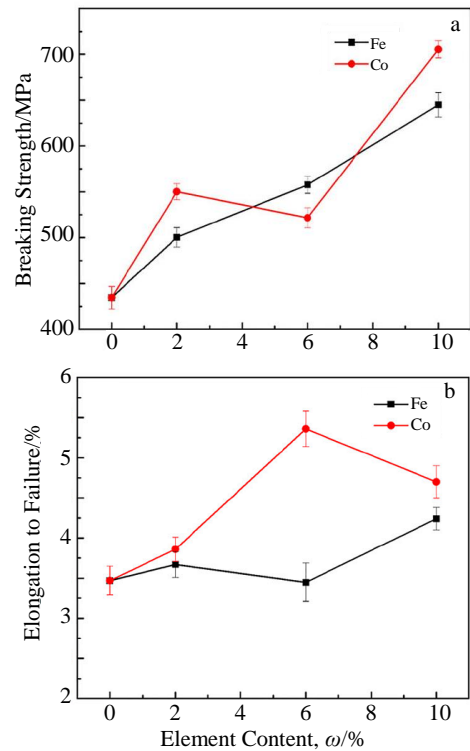 a
Fe
Co
Breaking Strength/MPa
700
600
500
400
0 2 4 6 8 10
b
Fe
Co
Elongation to Failure/%
6
5
4
3
2
0 2 4 6 8 10
Element Content, ω/%